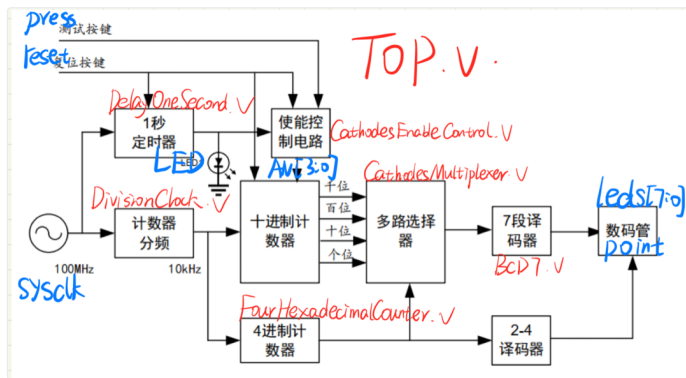 press
测试按键
TOP.V.
reset
复位按键
DelayOneSecond.V
1秒
定时器
使能控
制电路
CathodesEnableControl.V
LED
AN[3:0]
CathodesMultiplexer.V
DivisionClock.V
计数器
分频
十进制计
数器
千位
百位
十位
个位
多路选择
器
7段译
码器
BCD7.V
leds[7:0]
数码管
point
100MHz
10kHz
sysclk
FourHexadecimalCounter.V
4进制计
数器
2-4
译码器